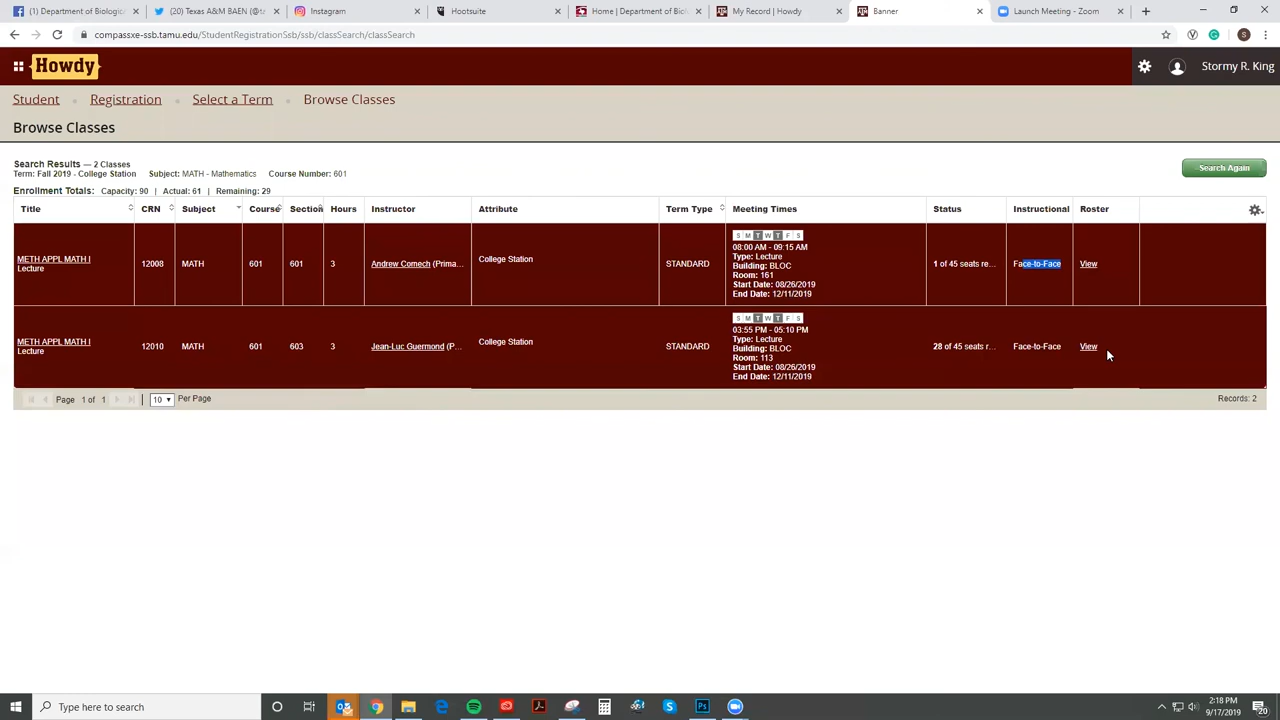 (1) Department of Biologic
(20) Texas A&M BAEN (@ta
Instagram
Hootsuite
Home | Department of Biol
My Record | Howdy
Banner
Launch Meeting - Zoom
compassxe-ssb.tamu.edu/StudentRegistrationSsb/ssb/classSearch/classSearch
S
Howdy
Stormy R. King
Student Registration Select a Term Browse Classes
Browse Classes
Search Results — 2 Classes
Term: Fall 2019 - College Station Subject: MATH - Mathematics Course Number: 601
Search Again
Enrollment Totals: Capacity: 90 | Actual: 61 | Remaining: 29
Title CRN Subject Course Section Hours Instructor Attribute Term Type Meeting Times Status Instructional Roster
METH APPL MATH I
Lecture
12008 MATH 601 601 3 Andrew Comech (Prima... College Station STANDARD
S M T W T F S
08:00 AM - 09:15 AM
Type: Lecture
Building: BLOC
Room: 161
Start Date: 08/26/2019
End Date: 12/11/2019
1 of 45 seats re... Face-to-Face View
METH APPL MATH I
Lecture
12010 MATH 601 603 3 Jean-Luc Guermond (P... College Station STANDARD
S M T W T F S
03:55 PM - 05:10 PM
Type: Lecture
Building: BLOC
Room: 113
Start Date: 08/26/2019
End Date: 12/11/2019
28 of 45 seats r... Face-to-Face View
Page 1 of 1 | 10 Per Page Records: 2
Type here to search
2:18 PM
9/17/2019
20